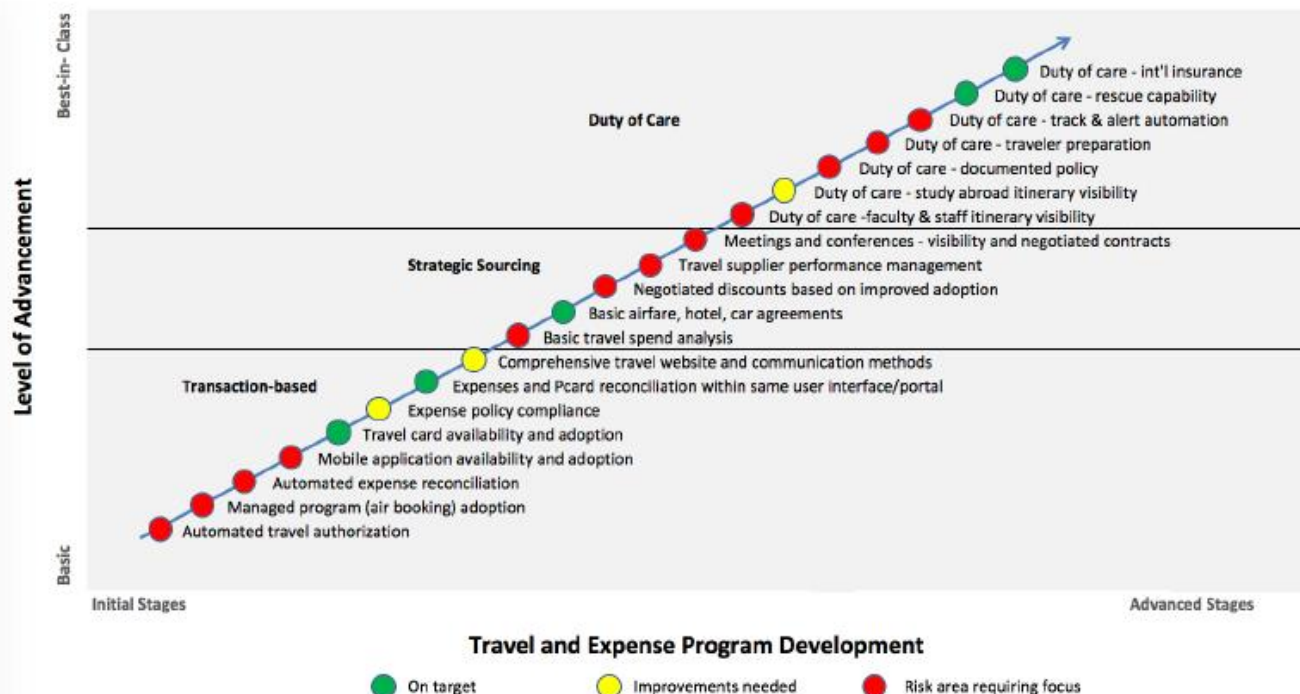 Best-in- Class
Duty of care - int'l insurance
Duty of care - rescue capability
Duty of Care
Duty of care - track & alert automation
Duty of care - traveler preparation
Duty of care - documented policy
Duty of care - study abroad itinerary visibility
Duty of care -faculty & staff itinerary visibility
Meetings and conferences - visibility and negotiated contracts
Strategic Sourcing
Travel supplier performance management
Negotiated discounts based on improved adoption
Basic airfare, hotel, car agreements
Basic travel spend analysis
Level of Advancement
Comprehensive travel website and communication methods
Transaction-based
Expenses and Pcard reconciliation within same user interface/portal
Expense policy compliance
Travel card availability and adoption
Mobile application availability and adoption
Automated expense reconciliation
Managed program (air booking) adoption
Automated travel authorization
Basic
Initial Stages
Advanced Stages
Travel and Expense Program Development
On target
Improvements needed
Risk area requiring focus